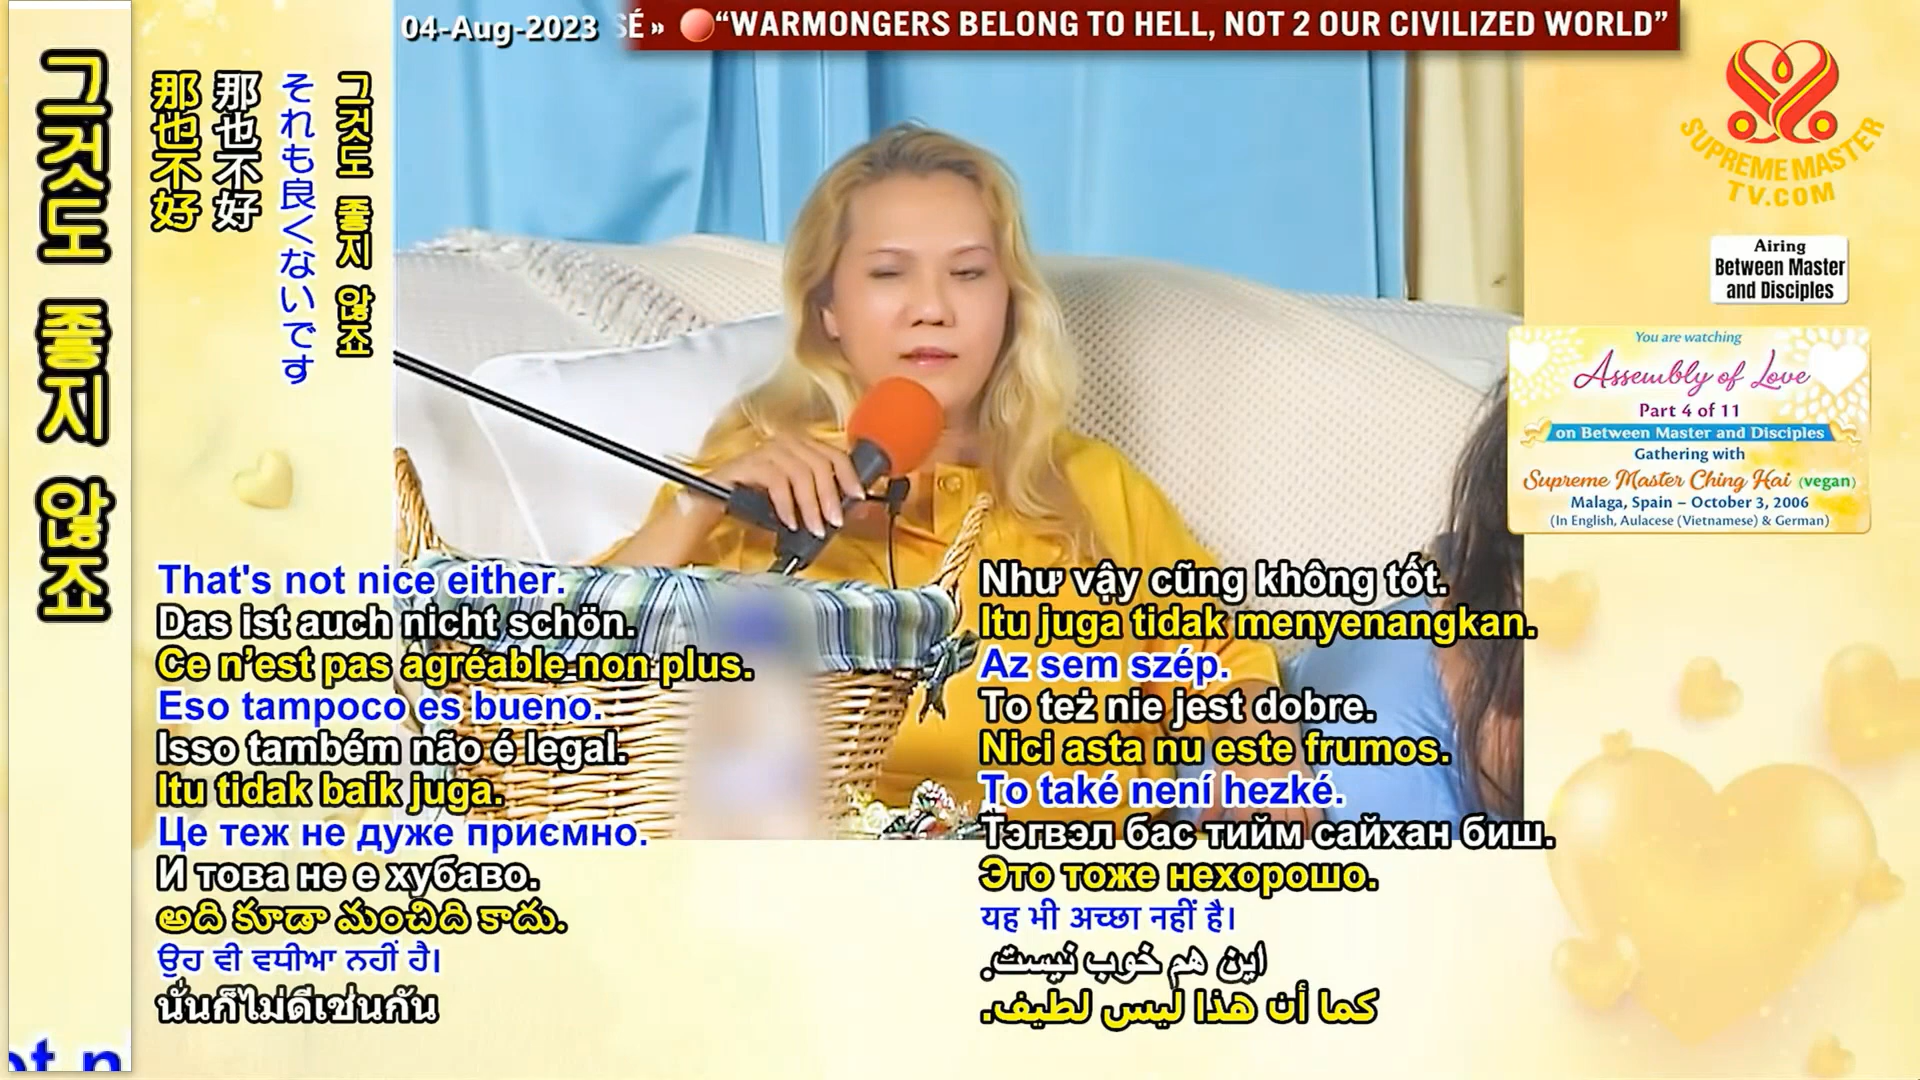 04-Aug-2023
SÉ » 🔴“WARMONGERS BELONG TO HELL, NOT 2 OUR CIVILIZED WORLD”
SUPREME MASTER
TV.COM
Airing
Between Master
and Disciples
You are watching
Assembly of Love
Part 4 of 11
on Between Master and Disciples
Gathering with
Supreme Master Ching Hai (vegan)
Malaga, Spain – October 3, 2006
(In English, Aulacese (Vietnamese) & German)
그것도 좋지 않죠
그것도 좋지 않죠
それも良くないです
那也不好
那也不好
That's not nice either.
Das ist auch nicht schön.
Ce n’est pas agréable non plus.
Eso tampoco es bueno.
Isso também não é legal.
Itu tidak baik juga.
Це теж не дуже приємно.
И това не е хубаво.
అది కూడా మంచిది కాదు.
ਉਹ ਵੀ ਵਧੀਆ ਨਹੀਂ ਹੈ।
นั่นก็ไม่ดีเช่นกัน
Như vậy cũng không tốt.
Itu juga tidak menyenangkan.
Az sem szép.
To też nie jest dobre.
Nici asta nu este frumos.
To také není hezké.
Тэгвэл бас тийм сайхан биш.
Это тоже нехорошо.
यह भी अच्छा नहीं है।
این هم خوب نیست.
كما أن هذا ليس لطيف.